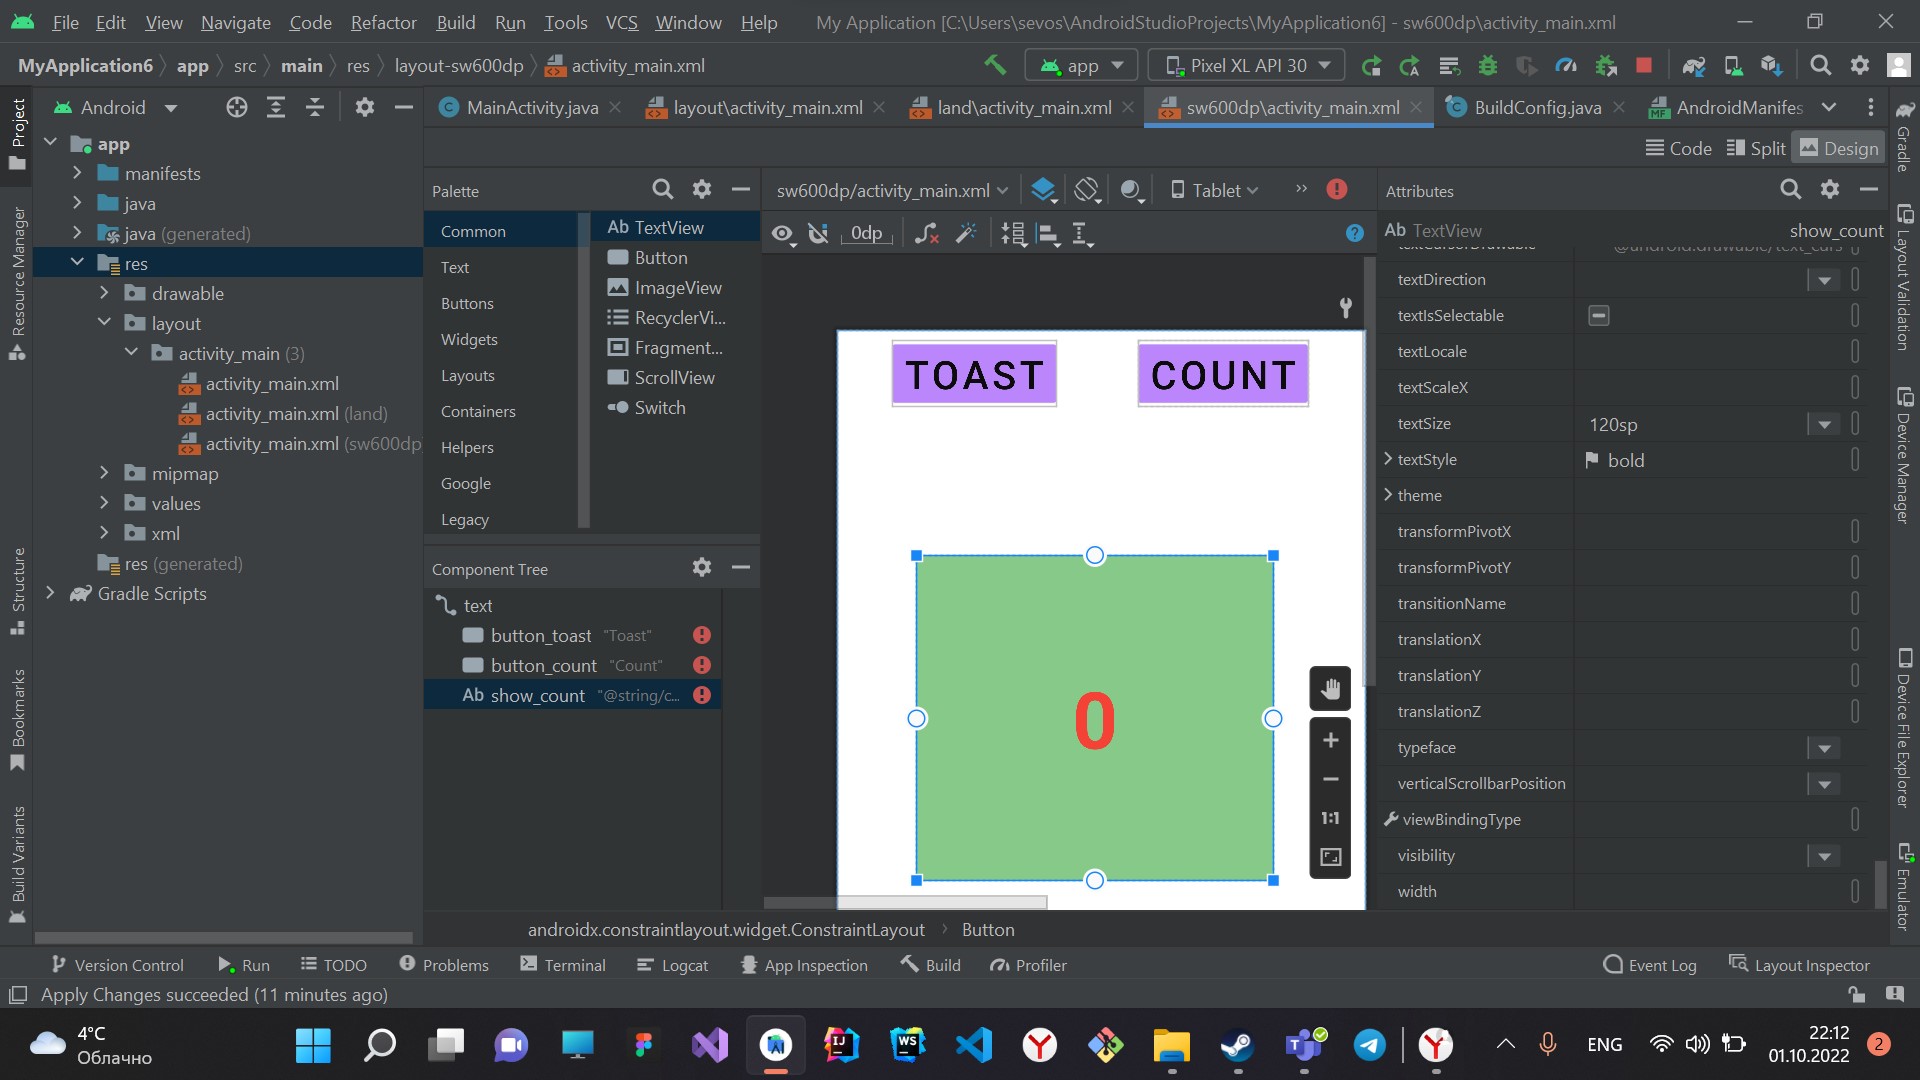 File Edit View Navigate Code Refactor Build Run Tools VCS Window Help My Application [C:\Users\sevos\AndroidStudioProjects\MyApplication6] - sw600dp\activity_main.xml
MyApplication6 app src main res layout-sw600dp activity_main.xml app Pixel XL API 30
Android
MainActivity.java layout\activity_main.xml land\activity_main.xml sw600dp\activity_main.xml BuildConfig.java AndroidManifes
Code Split Design
Project
Resource Manager
Structure
Bookmarks
Build Variants
app
manifests
java
java (generated)
res
drawable
layout
activity_main (3)
activity_main.xml
activity_main.xml (land)
activity_main.xml (sw600dp
mipmap
values
xml
res (generated)
Gradle Scripts
Palette
Common
Text
Buttons
Widgets
Layouts
Containers
Helpers
Google
Legacy
Ab TextView
Button
ImageView
RecyclerVi...
Fragment...
ScrollView
Switch
Component Tree
text
button_toast "Toast"
button_count "Count"
Ab show_count "@string/c...
sw600dp/activity_main.xml Tablet
0dp
TOAST COUNT
0
1:1
Attributes
Ab TextView show_count
textDirection
textIsSelectable
textLocale
textScaleX
textSize 120sp
textStyle bold
theme
transformPivotX
transformPivotY
transitionName
translationX
translationY
translationZ
typeface
verticalScrollbarPosition
viewBindingType
visibility
width
Gradle
Layout Validation
Device Manager
Device File Explorer
Emulator
androidx.constraintlayout.widget.ConstraintLayout Button
Version Control Run TODO Problems Terminal Logcat App Inspection Build Profiler Event Log Layout Inspector
Apply Changes succeeded (11 minutes ago)
4°C
Облачно
ENG
22:12
01.10.2022
2